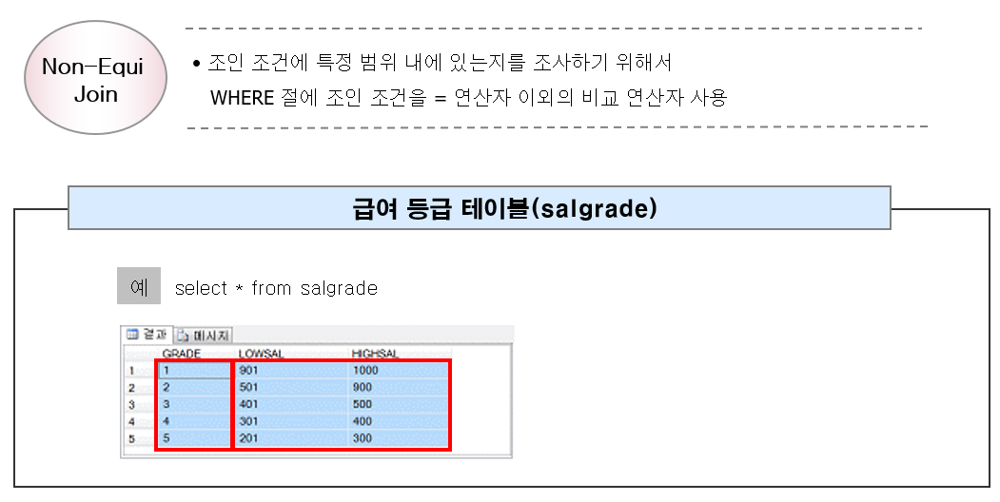 Non-Equi
Join
• 조인 조건에 특정 범위 내에 있는지를 조사하기 위해서
WHERE 절에 조인 조건을 = 연산자 이외의 비교 연산자 사용
급여 등급 테이블(salgrade)
예 select * from salgrade
결과 메시지
GRADE LOWSAL HIGHSAL
1 1 901 1000
2 2 501 900
3 3 401 500
4 4 301 400
5 5 201 300